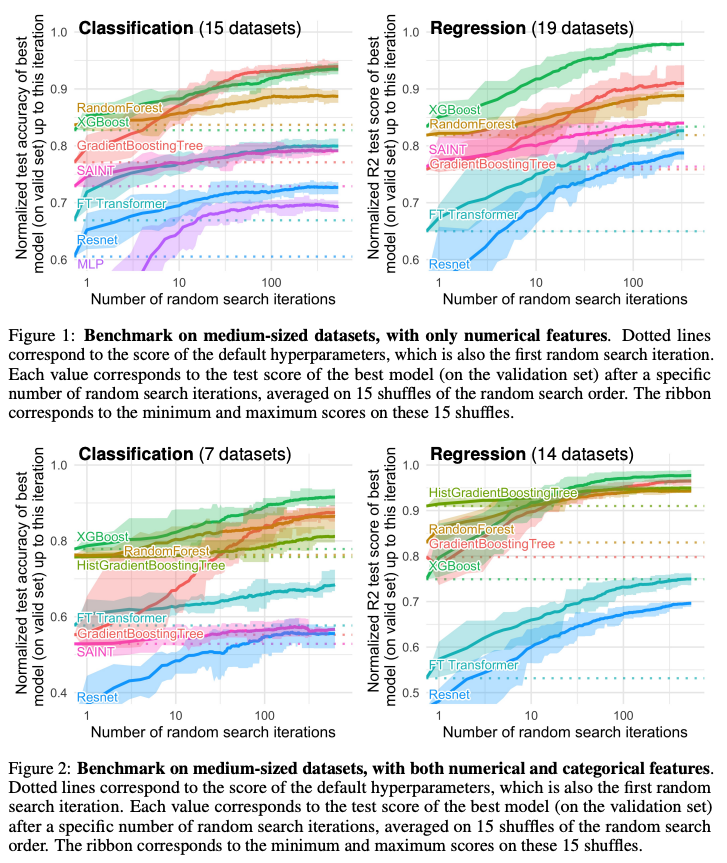 Classification (15 datasets)
Normalized test accuracy of best
model (on valid set) up to this iteration
1.0
0.9
0.8
0.7
0.6
RandomForest
XGBoost
GradientBoostingTree
SAINT
FT Transformer
Resnet
MLP
1
10
100
Number of random search iterations
Regression (19 datasets)
Normalized R2 test score of best
model (on valid set) up to this iteration
1.0
0.9
0.8
0.7
0.6
XGBoost
RandomForest
SAINT
GradientBoostingTree
FT Transformer
Resnet
1
10
100
Number of random search iterations
Figure 1: Benchmark on medium-sized datasets, with only numerical features. Dotted lines
correspond to the score of the default hyperparameters, which is also the first random search iteration.
Each value corresponds to the test score of the best model (on the validation set) after a specific
number of random search iterations, averaged on 15 shuffles of the random search order. The ribbon
corresponds to the minimum and maximum scores on these 15 shuffles.
Classification (7 datasets)
Normalized test accuracy of best
model (on valid set) up to this iteration
1.0
0.8
0.6
0.4
XGBoost
RandomForest
HistGradientBoostingTree
FT Transformer
GradientBoostingTree
SAINT
Resnet
1
10
100
Number of random search iterations
Regression (14 datasets)
Normalized R2 test score of best
model (on valid set) up to this iteration
1.0
0.9
0.8
0.7
0.6
0.5
HistGradientBoostingTree
RandomForest
GradientBoostingTree
XGBoost
FT Transformer
Resnet
1
10
100
Number of random search iterations
Figure 2: Benchmark on medium-sized datasets, with both numerical and categorical features.
Dotted lines correspond to the score of the default hyperparameters, which is also the first random
search iteration. Each value corresponds to the test score of the best model (on the validation set)
after a specific number of random search iterations, averaged on 15 shuffles of the random search
order. The ribbon corresponds to the minimum and maximum scores on these 15 shuffles.